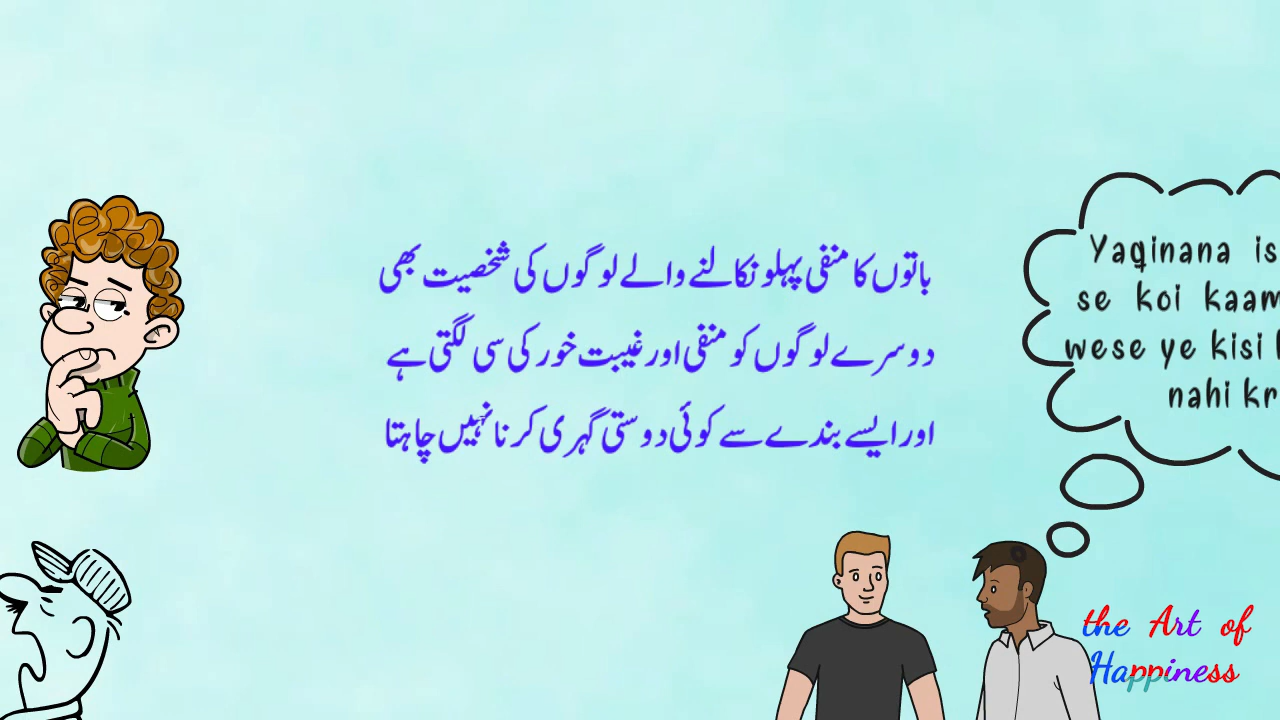 باتوں کا منفی پہلو نکالنے والے لوگوں کی شخصیت بھی
دوسرے لوگوں کو منفی اور غیبت خور کی سی لگتی ہے
اور ایسے بندے سے کوئی دوستی گہری کرنا نہیں چاہتا
Yaqinana is
se koi kaam
wese ye kisi
nahi kr
the Art of
Happiness